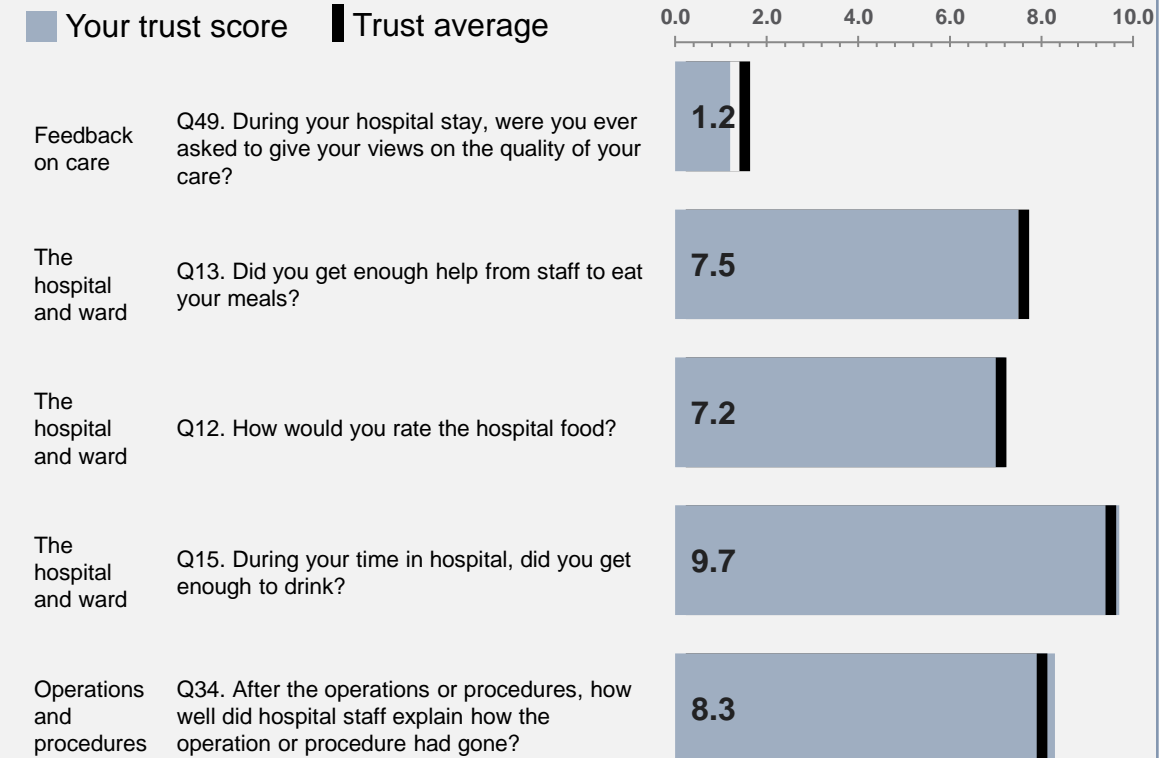 Your trust score Trust average
0.0 2.0 4.0 6.0 8.0 10.0
Feedback
on care
Q49. During your hospital stay, were you ever
asked to give your views on the quality of your
care?
1.2
The
hospital
and ward
Q13. Did you get enough help from staff to eat
your meals?
7.5
The
hospital
and ward
Q12. How would you rate the hospital food?
7.2
The
hospital
and ward
Q15. During your time in hospital, did you get
enough to drink?
9.7
Operations
and
procedures
Q34. After the operations or procedures, how
well did hospital staff explain how the
operation or procedure had gone?
8.3